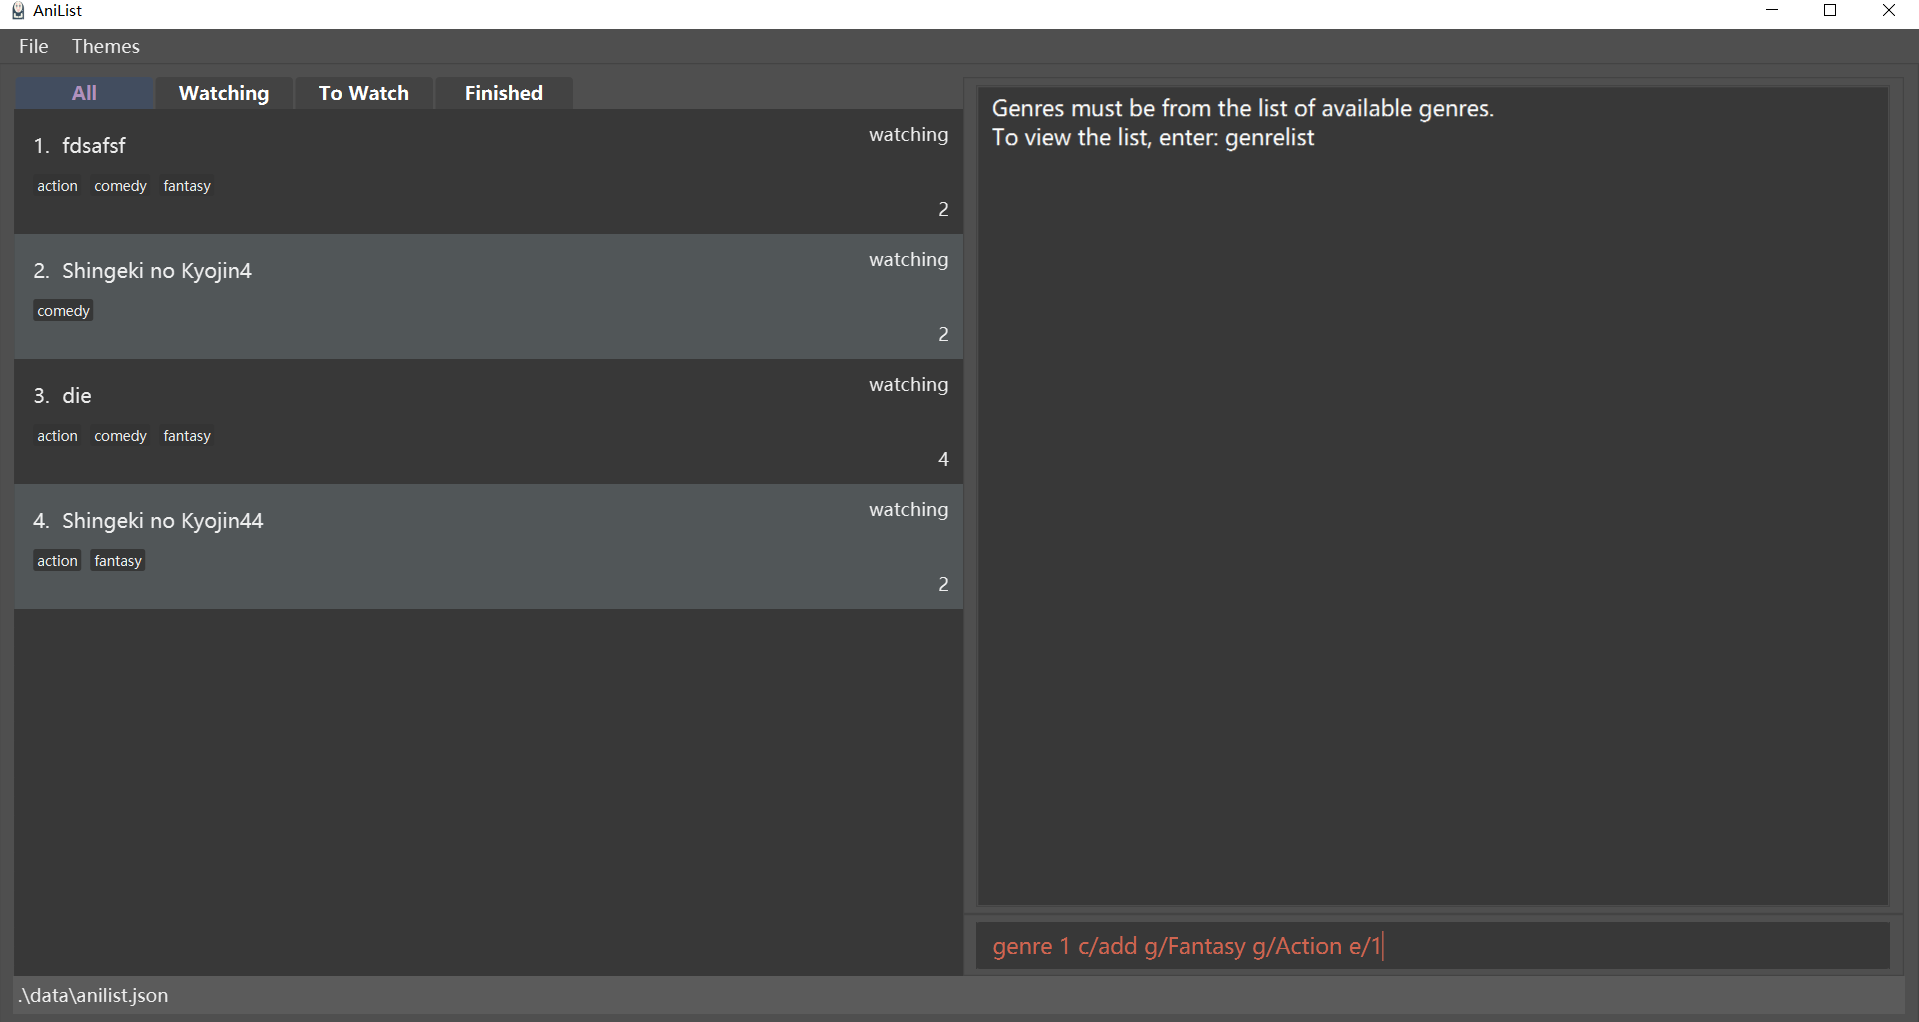 AniList
File Themes
All Watching To Watch Finished
1. fdsafsf
watching
action comedy fantasy
2
2. Shingeki no Kyojin4
watching
comedy
2
3. die
watching
action comedy fantasy
4
4. Shingeki no Kyojin44
watching
action fantasy
2
Genres must be from the list of available genres.
To view the list, enter: genrelist
genre 1 c/add g/Fantasy g/Action e/1
.\data\anilist.json